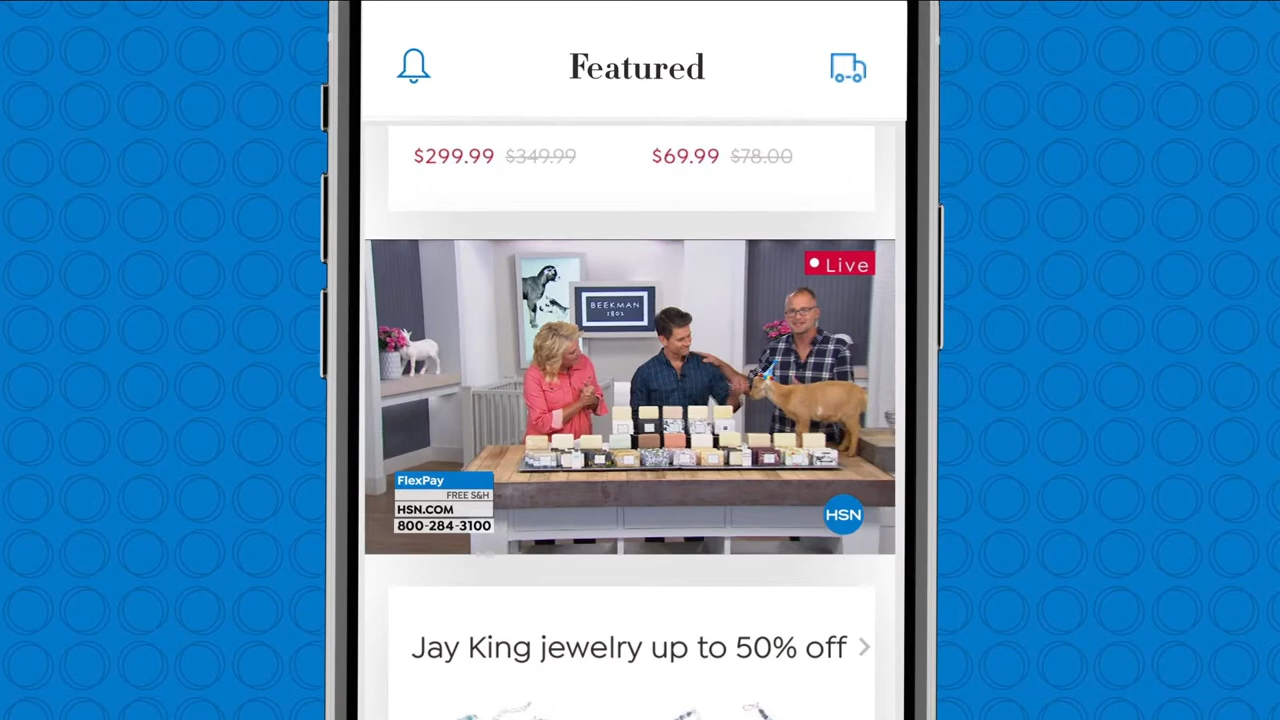 Featured
$299.99 $349.99 $69.99 $78.00
Live
BEEKMAN
1802
FlexPay
FREE S&H
HSN.COM
800-284-3100
HSN
Jay King jewelry up to 50% off